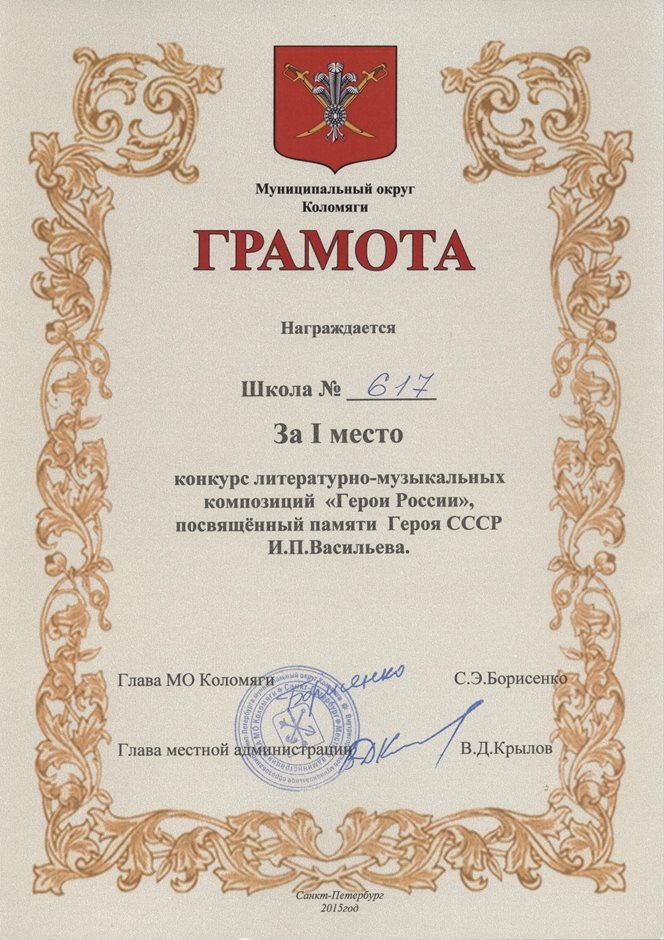 Муниципальный округ
Коломяги
ГРАМОТА
Награждается
Школа № 617
За I место
конкурс литературно-музыкальных
композиций «Герои России»,
посвящённый памяти Героя СССР
И.П.Васильева.
Глава МО Коломяги
С.Э.Борисенко
Глава местной администрации
В.Д.Крылов
Санкт-Петербург
2015год